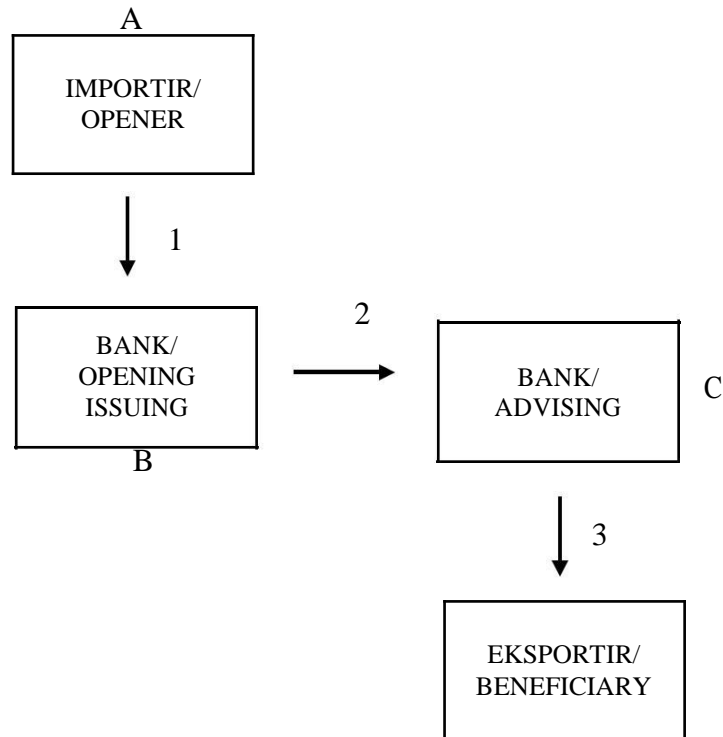 A
IMPORTIR/
OPENER
1
2
BANK/
OPENING
ISSUING
B
BANK/
ADVISING
C
3
EKSPORTIR/
BENEFICIARY